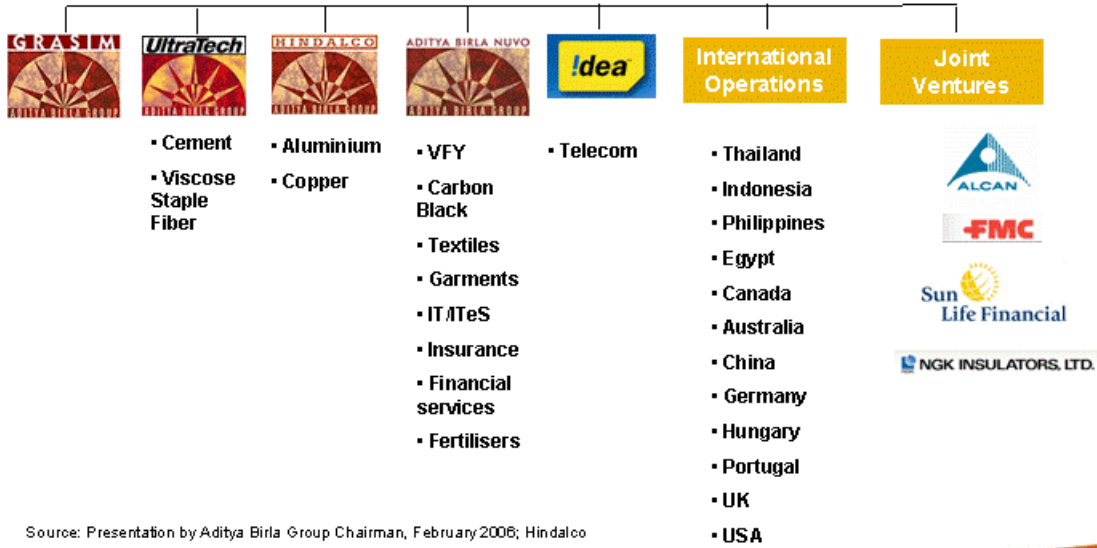 GRASIM
ADITYA BIRLA GROUP
UltraTech
ADITYA BIRLA GROUP
▪ Cement
▪ Viscose
Staple
Fiber
HINDALCO
ADITYA BIRLA GROUP
▪ Aluminium
▪ Copper
ADITYA BIRLA NUVO
ADITYA BIRLA GROUP
▪ VFY
▪ Carbon
Black
▪ Textiles
▪ Garments
▪ IT/ITeS
▪ Insurance
▪ Financial
services
▪ Fertilisers
!dea
▪ Telecom
International
Operations
▪ Thailand
▪ Indonesia
▪ Philippines
▪ Egypt
▪ Canada
▪ Australia
▪ China
▪ Germany
▪ Hungary
▪ Portugal
▪ UK
▪ USA
Joint
Ventures
ALCAN
FMC
Sun
Life Financial
NGK INSULATORS, LTD.
Source: Presentation by Aditya Birla Group Chairman, February 2006; Hindalco